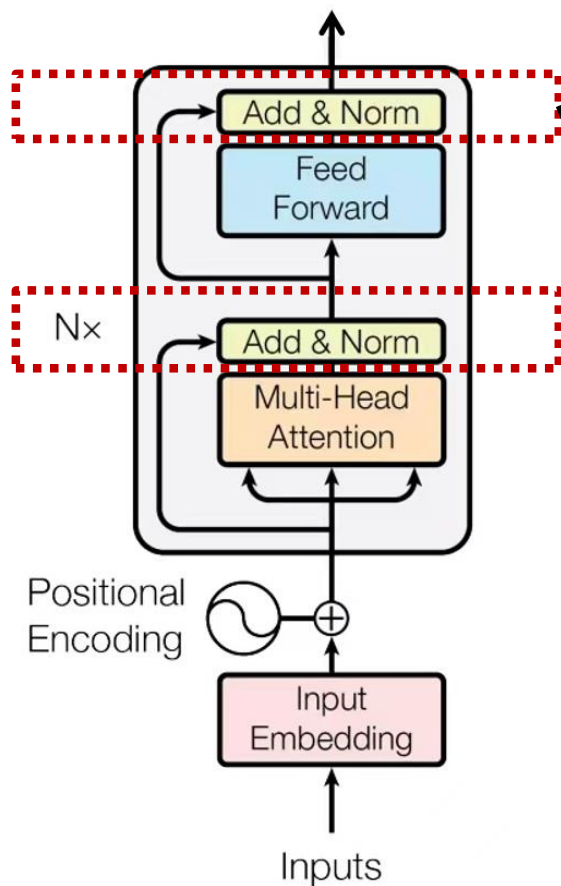 Add & Norm
Feed
Forward
Nx
Add & Norm
Multi-Head
Attention
Positional
Encoding
Input
Embedding
Inputs